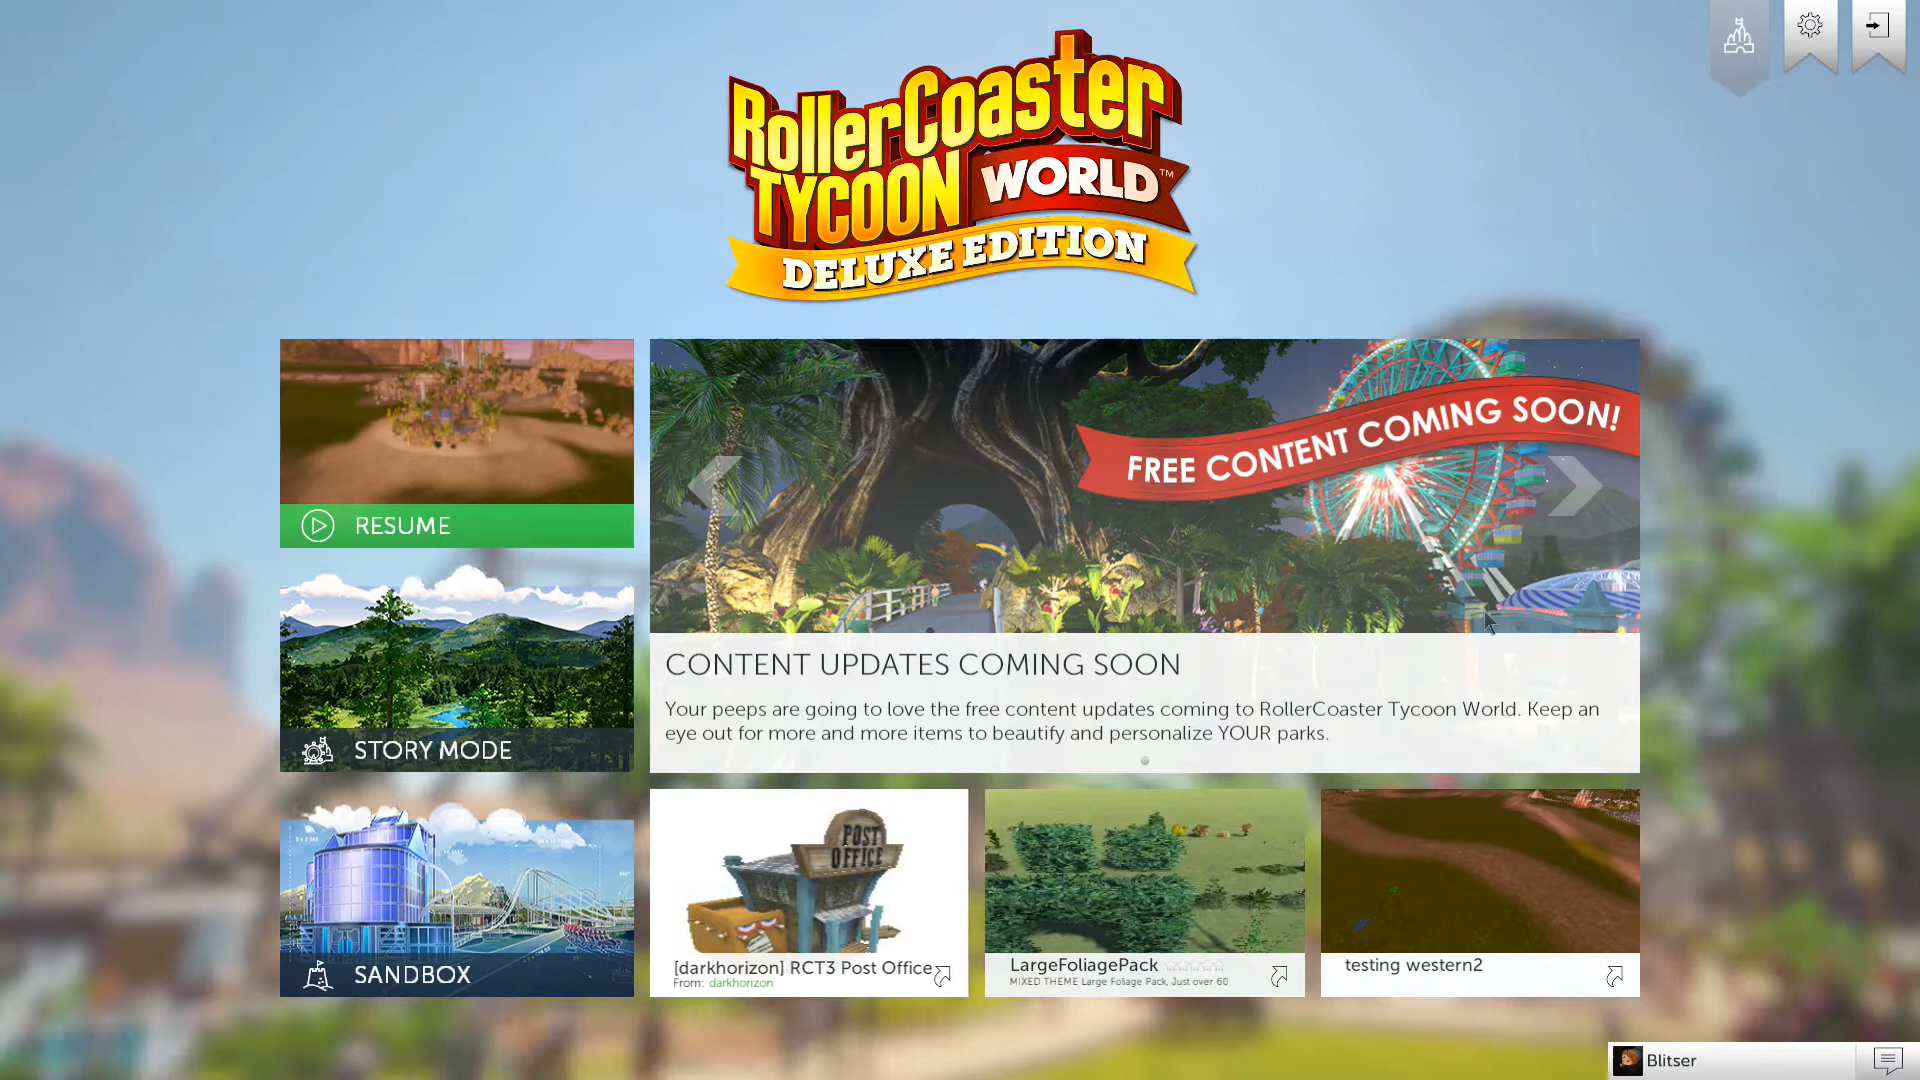 RollerCoaster
TYCOON WORLD™
DELUXE EDITION
FREE CONTENT COMING SOON!
RESUME
CONTENT UPDATES COMING SOON
Your peeps are going to love the free content updates coming to RollerCoaster Tycoon World. Keep an
eye out for more and more items to beautify and personalize YOUR parks.
STORY MODE
SANDBOX
POST
OFFICE
[darkhorizon] RCT3 Post Office
From: darkhorizon
LargeFoliagePack
MIXED THEME Large Foliage Pack, Just over 60
testing western2
Blitser